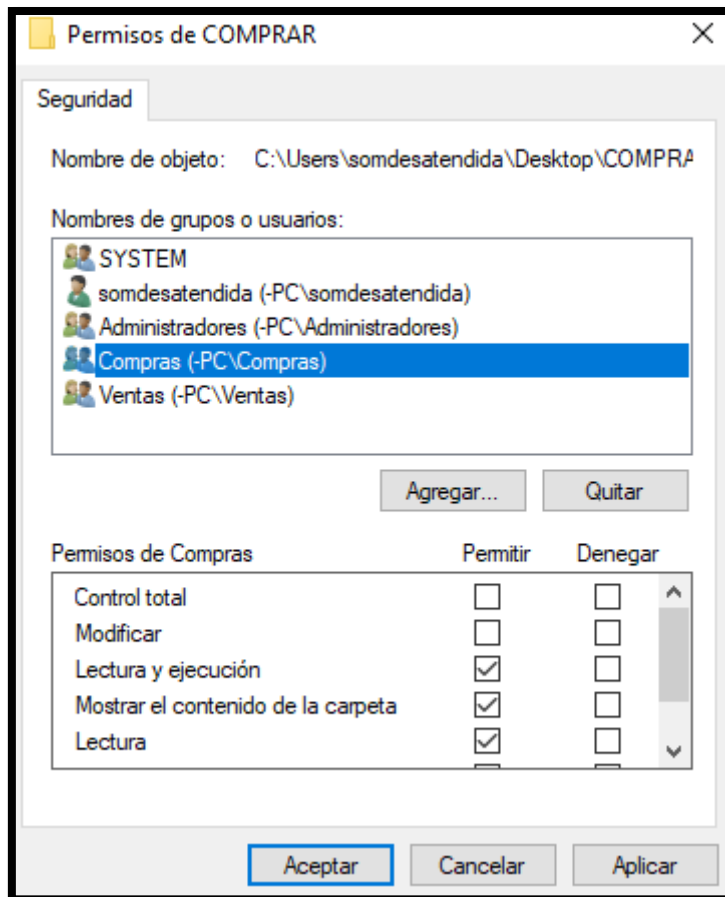 Permisos de COMPRAR
Seguridad
Nombre de objeto: C:\Users\somdesatendida\Desktop\COMPRA
Nombres de grupos o usuarios:
SYSTEM
somdesatendida (-PC\somdesatendida)
Administradores (-PC\Administradores)
Compras (-PC\Compras)
Ventas (-PC\Ventas)
Agregar... Quitar
Permisos de Compras Permitir Denegar
Control total
Modificar
Lectura y ejecución
Mostrar el contenido de la carpeta
Lectura
Aceptar Cancelar Aplicar